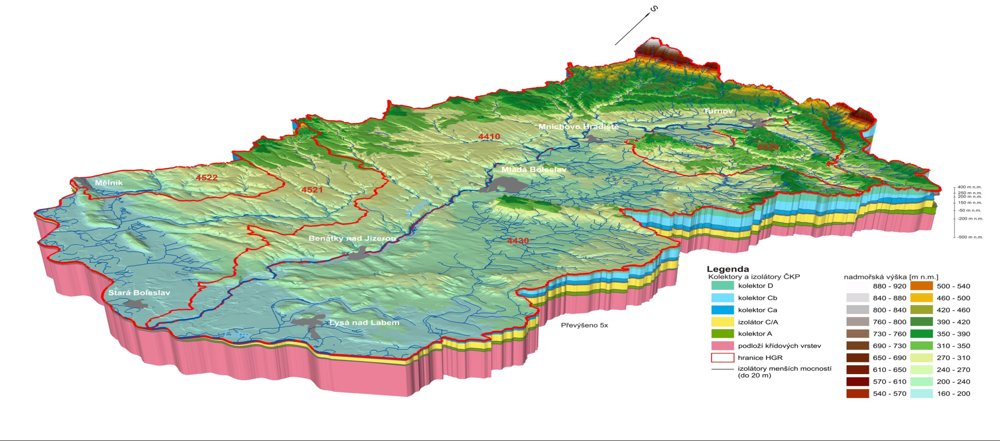 S
Turnov
Mnichovo Hradiště
4410
4420
Mladá Boleslav
4522
Mělník
4521
Jizera
400 m n.m.
250 m n.m.
200 m n.m.
150 m n.m.
-50 m n.m.
-200 m n.m.
-500 m n.m.
Benátky nad Jizerou
4430
Stará Boleslav
Lysá nad Labem
Labe
Převýšeno 5x
Legenda
Kolektory a izolátory ČKP
kolektor D
kolektor Cb
kolektor Ca
izolátor C/A
kolektor A
podloží křídových vrstev
hranice HGR
izolátory menších mocností
(do 20 m)
nadmořská výška [m n.m.]
880 - 920
840 - 880
800 - 840
760 - 800
730 - 760
690 - 730
650 - 690
610 - 650
570 - 610
540 - 570
500 - 540
460 - 500
420 - 460
390 - 420
350 - 390
310 - 350
270 - 310
240 - 270
200 - 240
160 - 200